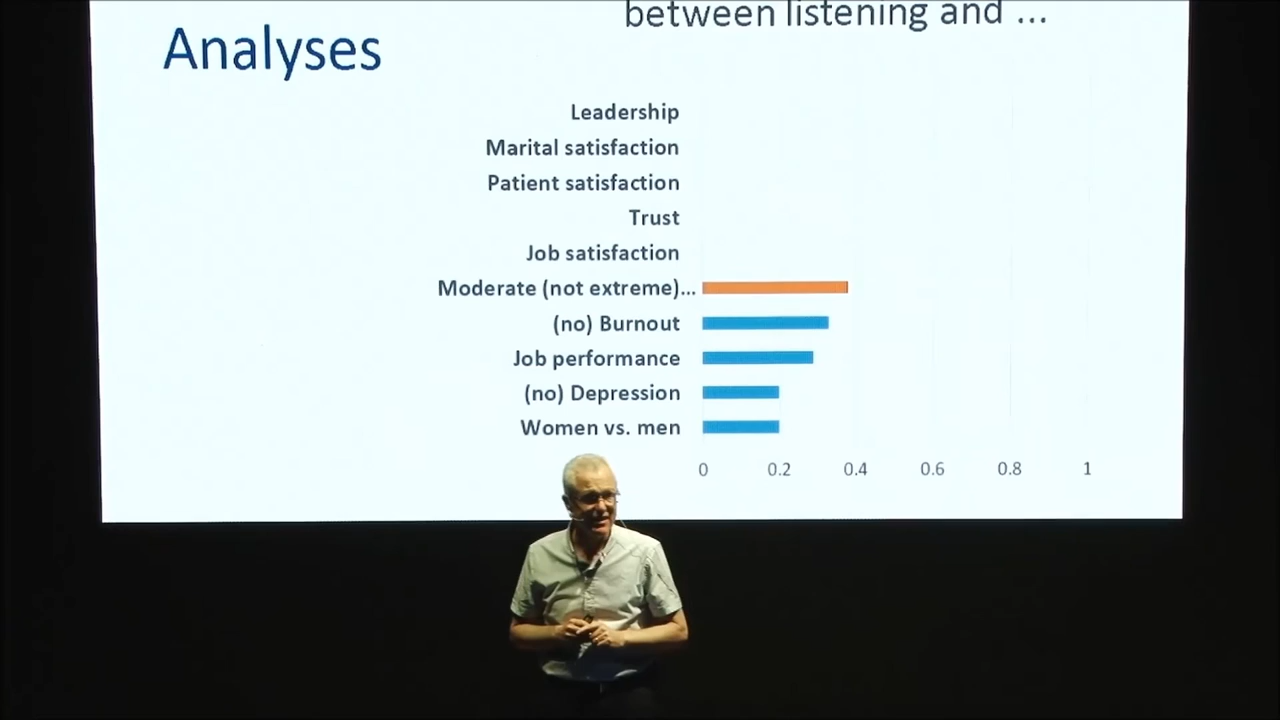 between listening and ...
Analyses
Leadership
Marital satisfaction
Patient satisfaction
Trust
Job satisfaction
Moderate (not extreme)...
(no) Burnout
Job performance
(no) Depression
Women vs. men
0 0.2 0.4 0.6 0.8 1